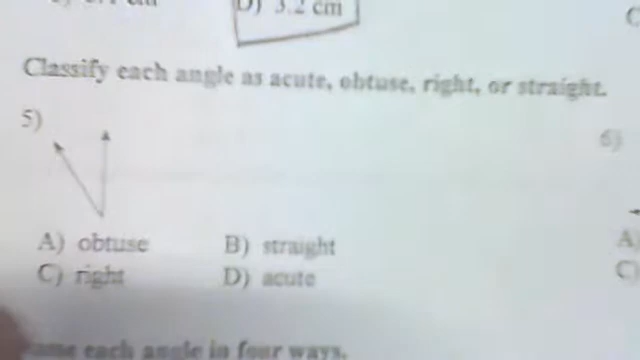 D) 3.2 cm
Classify each angle as acute, obtuse, right, or straight.
5)
6)
A) obtuse B) straight
A)
C) right D) acute
C)
each angle in four ways.